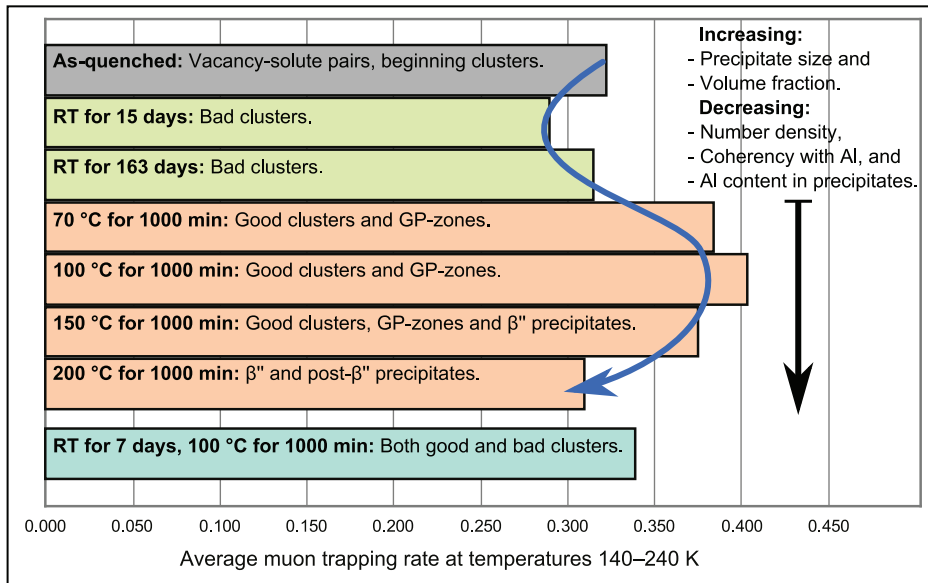 As-quenched: Vacancy-solute pairs, beginning clusters.
RT for 15 days: Bad clusters.
RT for 163 days: Bad clusters.
70 °C for 1000 min: Good clusters and GP-zones.
100 °C for 1000 min: Good clusters and GP-zones.
150 °C for 1000 min: Good clusters, GP-zones and β" precipitates.
200 °C for 1000 min: β" and post-β" precipitates.
RT for 7 days, 100 °C for 1000 min: Both good and bad clusters.
Increasing:
- Precipitate size and
- Volume fraction.
Decreasing:
- Number density,
- Coherency with Al, and
- Al content in precipitates.
0.000 0.050 0.100 0.150 0.200 0.250 0.300 0.350 0.400 0.450
Average muon trapping rate at temperatures 140–240 K